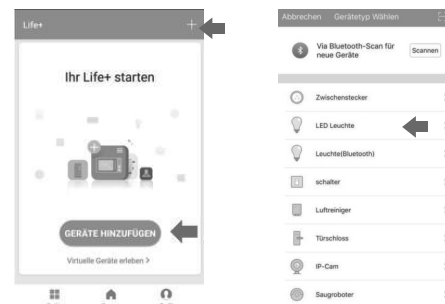 Life+
Ihr Life+ starten
GERÄTE HINZUFÜGEN
Virtuelle Geräte erleben >
Abbrechen Gerätetyp Wählen
Via Bluetooth-Scan für
neue Geräte
Scannen
Zwischenstecker
LED Leuchte
Leuchte(Bluetooth)
schalter
Luftreiniger
Türschloss
IP-Cam
Saugroboter